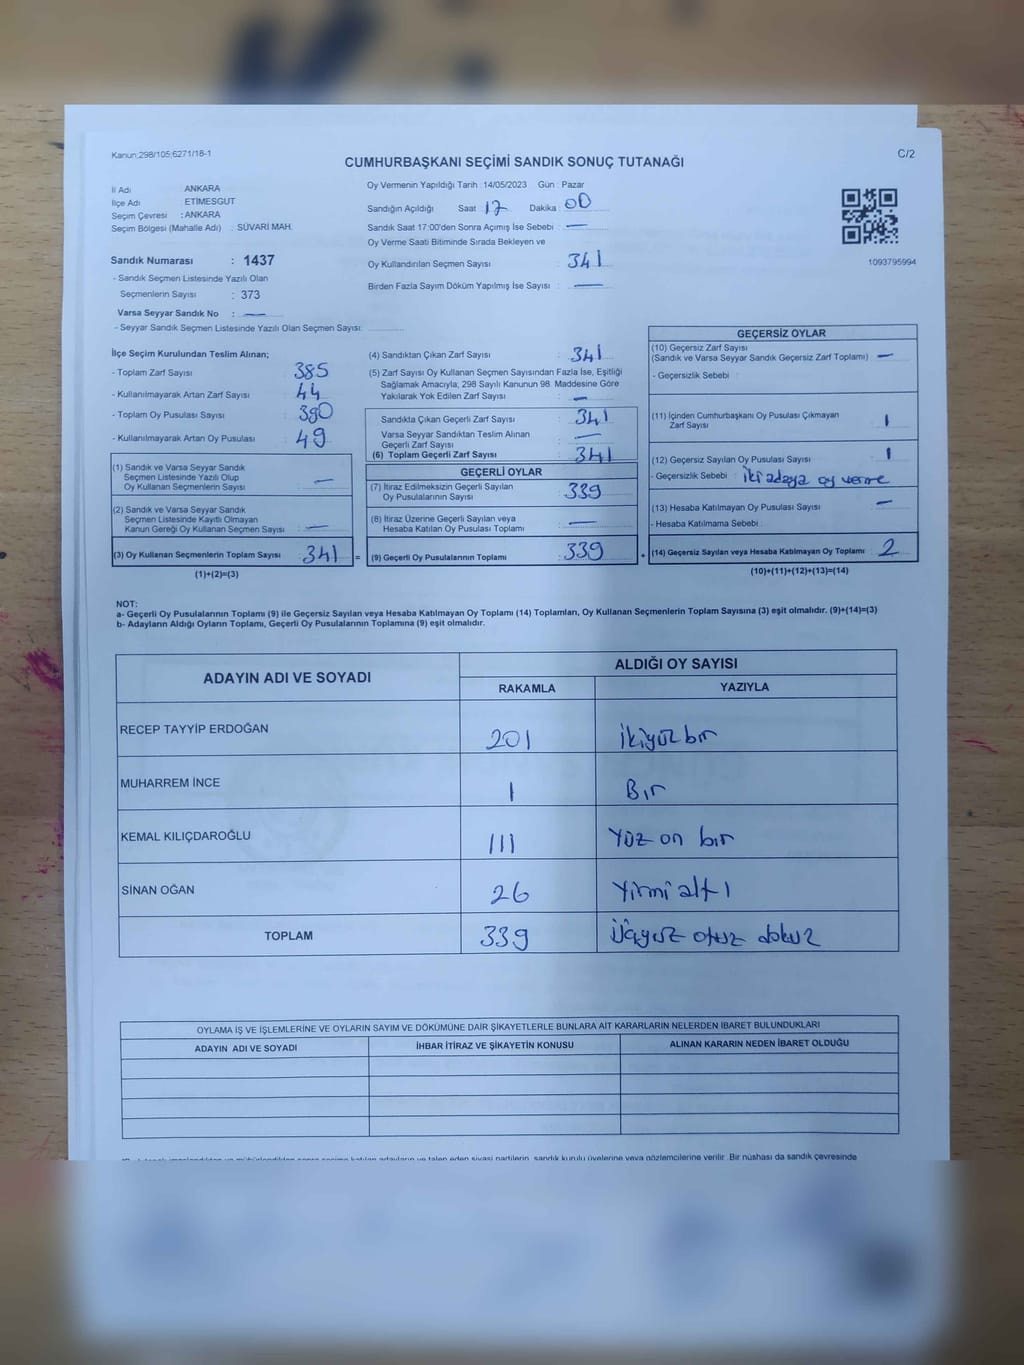 Kanun:298/105;6271/18-1
CUMHURBAŞKANI SEÇİMİ SANDIK SONUÇ TUTANAĞI
C/2
İl Adı ANKARA
İlçe Adı : ETİMESGUT
Seçim Çevresi : ANKARA
Seçim Bölgesi (Mahalle Adı) : SÜVARİ MAH.
Sandık Numarası : 1437
- Sandık Seçmen Listesinde Yazılı Olan
Seçmenlerin Sayısı : 373
Varsa Seyyar Sandık No : —
- Seyyar Sandık Seçmen Listesinde Yazılı Olan Seçmen Sayısı:
Oy Vermenin Yapıldığı Tarih :14/05/2023 Gün : Pazar
Sandığın Açıldığı Saat 17 Dakika : 00
Sandık Saat 17:00'den Sonra Açımış İse Sebebi : —
Oy Verme Saati Bitiminde Sırada Bekleyen ve
Oy Kullandırılan Seçmen Sayısı : 341
Birden Fazla Sayım Döküm Yapılmış İse Sayısı : —
1093795994
İlçe Seçim Kurulundan Teslim Alınan;
- Toplam Zarf Sayısı : 385
- Kullanılmayarak Artan Zarf Sayısı : 44
- Toplam Oy Pusulası Sayısı : 390
- Kullanılmayarak Artan Oy Pusulası : 49
(1) Sandık ve Varsa Seyyar Sandık
Seçmen Listesinde Yazılı Olup
Oy Kullanan Seçmenlerin Sayısı : —
(2) Sandık ve Varsa Seyyar Sandık
Seçmen Listesinde Kayıtlı Olmayan
Kanun Gereği Oy Kullanan Seçmen Sayısı : —
(3) Oy Kullanan Seçmenlerin Toplam Sayısı : 341 =
(1)+(2)=(3)
(4) Sandıktan Çıkan Zarf Sayısı : 341
(5) Zarf Sayısı Oy Kullanan Seçmen Sayısından Fazla İse, Eşitliği
Sağlamak Amacıyla, 298 Sayılı Kanunun 98. Maddesine Göre
Yakılarak Yok Edilen Zarf Sayısı : —
Sandıkta Çıkan Geçerli Zarf Sayısı : 341
Varsa Seyyar Sandıktan Teslim Alınan
Geçerli Zarf Sayısı : —
(6) Toplam Geçerli Zarf Sayısı : 341
GEÇERLİ OYLAR
(7) İtiraz Edilmeksizin Geçerli Sayılan
Oy Pusulalarının Sayısı : 339
(8) İtiraz Üzerine Geçerli Sayılan veya
Hesaba Katılan Oy Pusulası Toplamı : —
(9) Geçerli Oy Pusulalarının Toplamı : 339 +
GEÇERSİZ OYLAR
(10) Geçersiz Zarf Sayısı
(Sandık ve Varsa Seyyar Sandık Geçersiz Zarf Toplamı) : —
- Geçersizlik Sebebi :
(11) İçinden Cumhurbaşkanı Oy Pusulası Çıkmayan
Zarf Sayısı : 1
(12) Geçersiz Sayılan Oy Pusulası Sayısı : 1
- Geçersizlik Sebebi : İki adaya oy verme
(13) Hesaba Katılmayan Oy Pusulası Sayısı : —
- Hesaba Katılmama Sebebi :
(14) Geçersiz Sayılan veya Hesaba Katılmayan Oy Toplamı : 2
(10)+(11)+(12)+(13)=(14)
NOT:
a- Geçerli Oy Pusulalarının Toplamı (9) ile Geçersiz Sayılan veya Hesaba Katılmayan Oy Toplamı (14) Toplamları, Oy Kullanan Seçmenlerin Toplam Sayısına (3) eşit olmalıdır. (9)+(14)=(3)
b- Adayların Aldığı Oyların Toplamı, Geçerli Oy Pusulalarının Toplamına (9) eşit olmalıdır.
ADAYIN ADI VE SOYADI ALDIĞI OY SAYISI
RAKAMLA YAZIYLA
RECEP TAYYİP ERDOĞAN 201 İkiyüz bir
MUHARREM İNCE 1 Bir
KEMAL KILIÇDAROĞLU 111 Yüz on bir
SİNAN OĞAN 26 Yirmi altı
TOPLAM 339 Üçyüz otuz dokuz
OYLAMA İŞ VE İŞLEMLERİNE VE OYLARIN SAYIM VE DÖKÜMÜNE DAİR ŞİKAYETLERLE BUNLARA AİT KARARLARIN NELERDEN İBARET BULUNDUKLARI
ADAYIN ADI VE SOYADI İHBAR İTİRAZ VE ŞİKAYETİN KONUSU ALINAN KARARIN NEDEN İBARET OLDUĞU